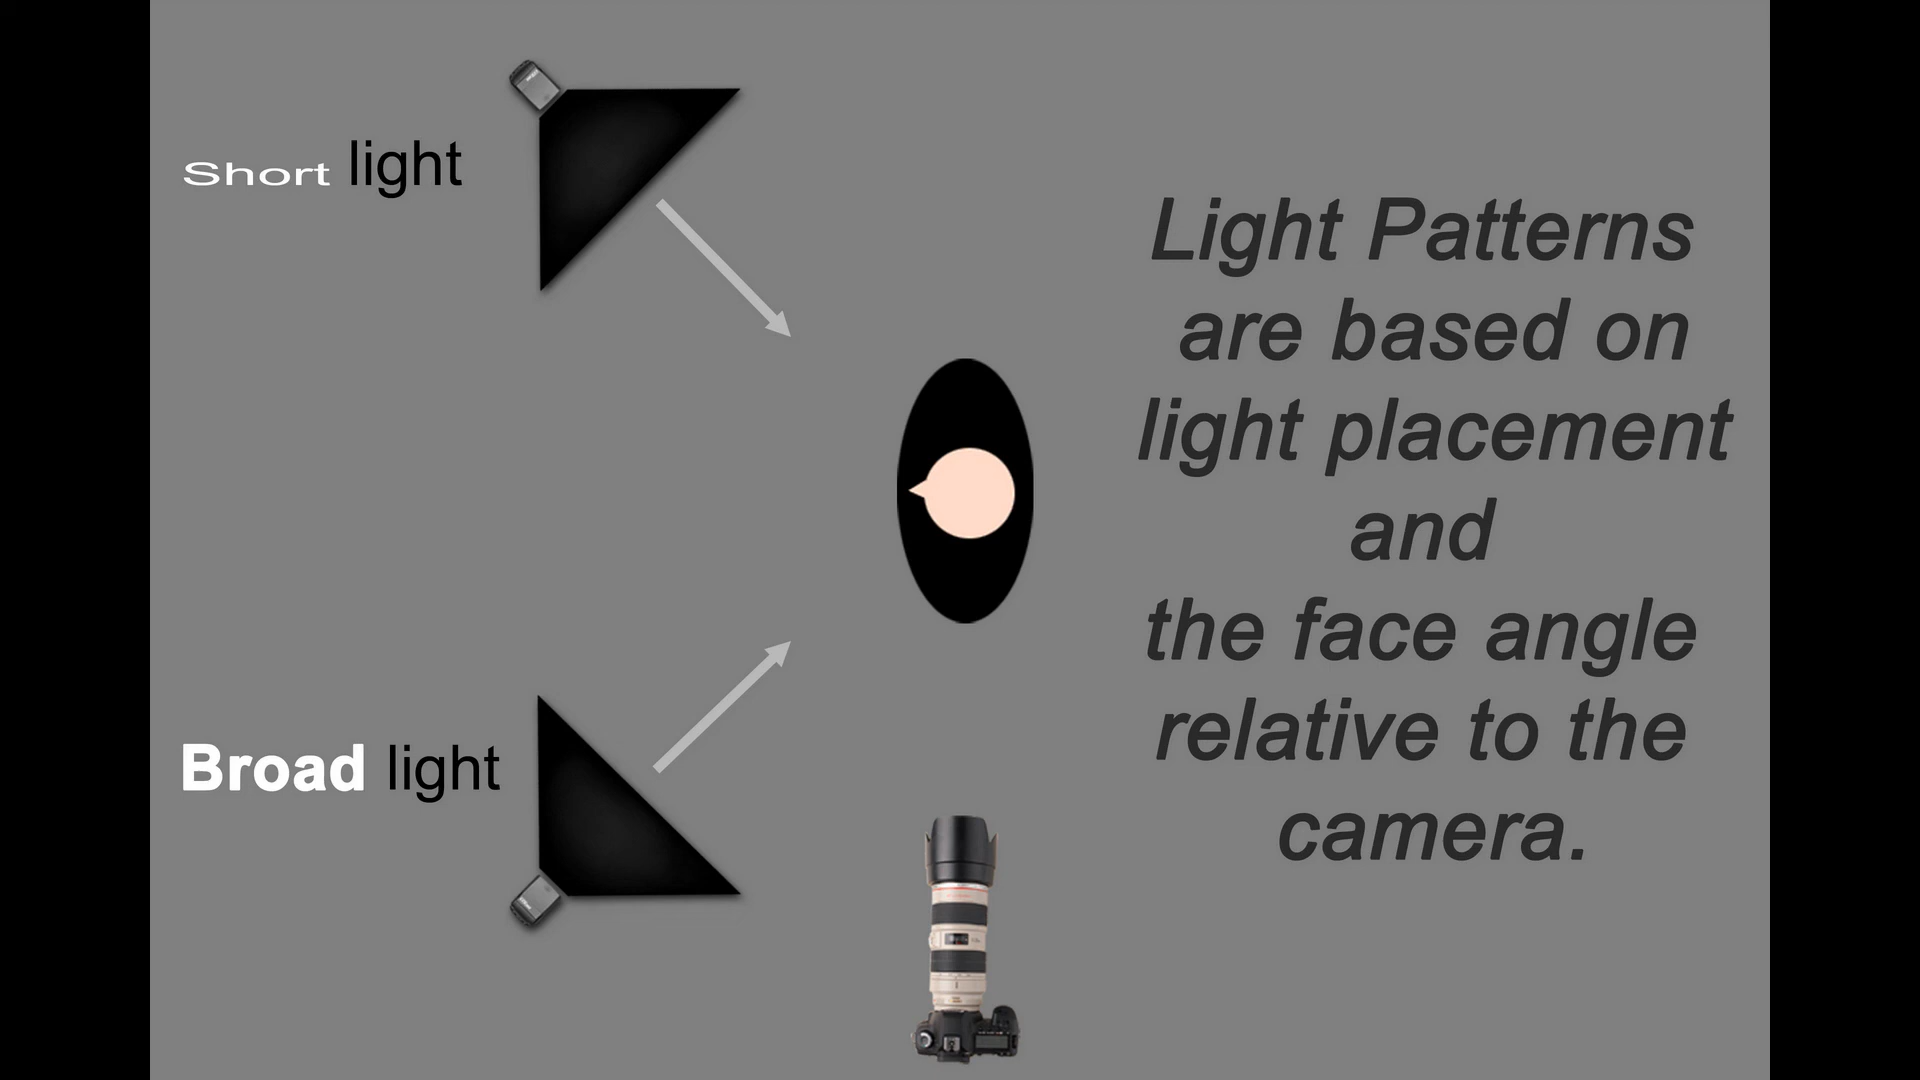 Short light
Light Patterns
are based on
light placement
and
the face angle
relative to the
camera.
Broad light